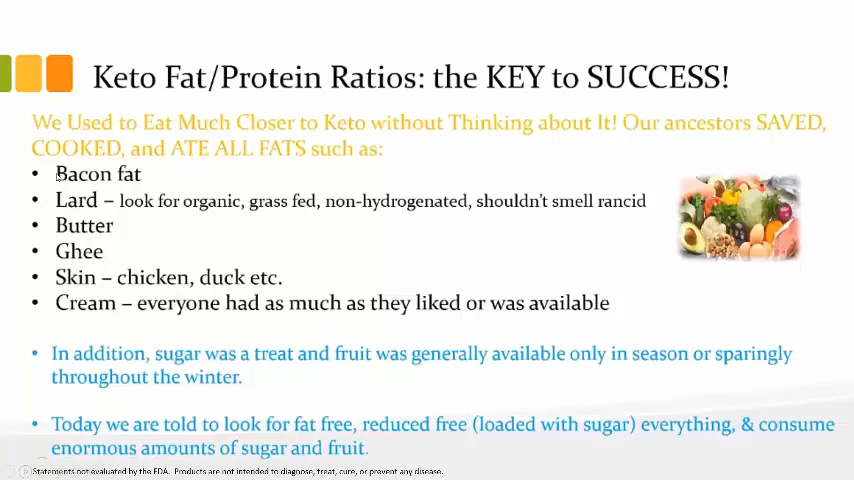 Keto Fat/Protein Ratios: the KEY to SUCCESS!
We Used to Eat Much Closer to Keto without Thinking about It! Our ancestors SAVED,
COOKED, and ATE ALL FATS such as:
• Bacon fat
• Lard – look for organic, grass fed, non-hydrogenated, shouldn't smell rancid
• Butter
• Ghee
• Skin – chicken, duck etc.
• Cream – everyone had as much as they liked or was available
• In addition, sugar was a treat and fruit was generally available only in season or sparingly
throughout the winter.
• Today we are told to look for fat free, reduced free (loaded with sugar) everything, & consume
enormous amounts of sugar and fruit.
Statements not evaluated by the FDA. Products are not intended to diagnose, treat, cure, or prevent any disease.